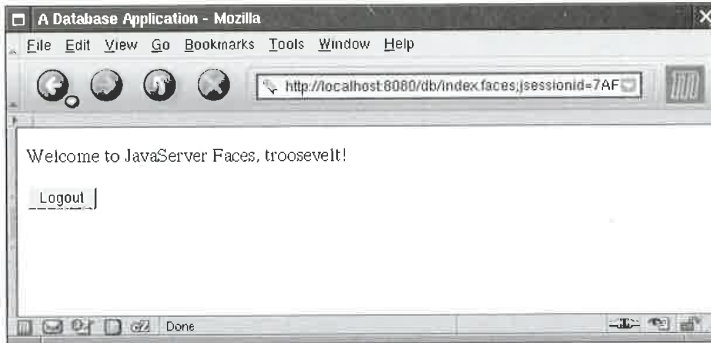 A Database Application - Mozilla
File Edit View Go Bookmarks Tools Window Help
http://localhost:8080/db/index.faces;jsessionid=7AF
Welcome to JavaServer Faces, troosevelt!
Logout
Done